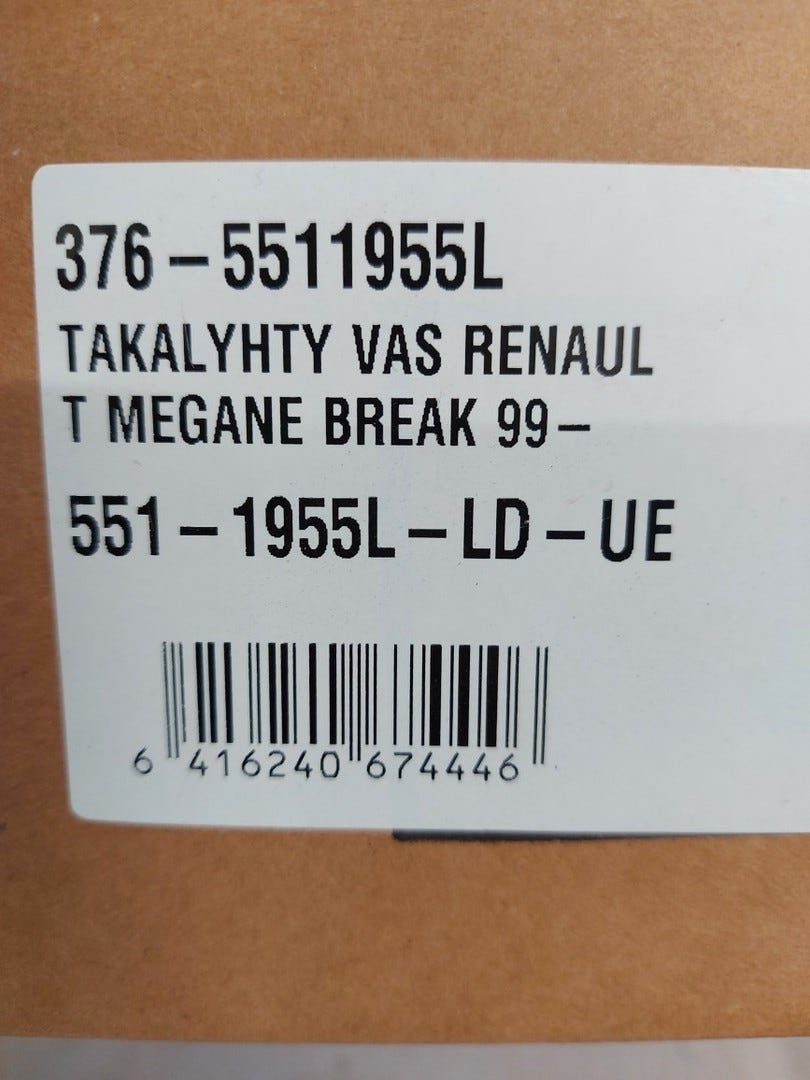 376-5511955L
TAKALYHTY VAS RENAUL
T MEGANE BREAK 99-
551-1955L-LD-UE
6 416240 674446